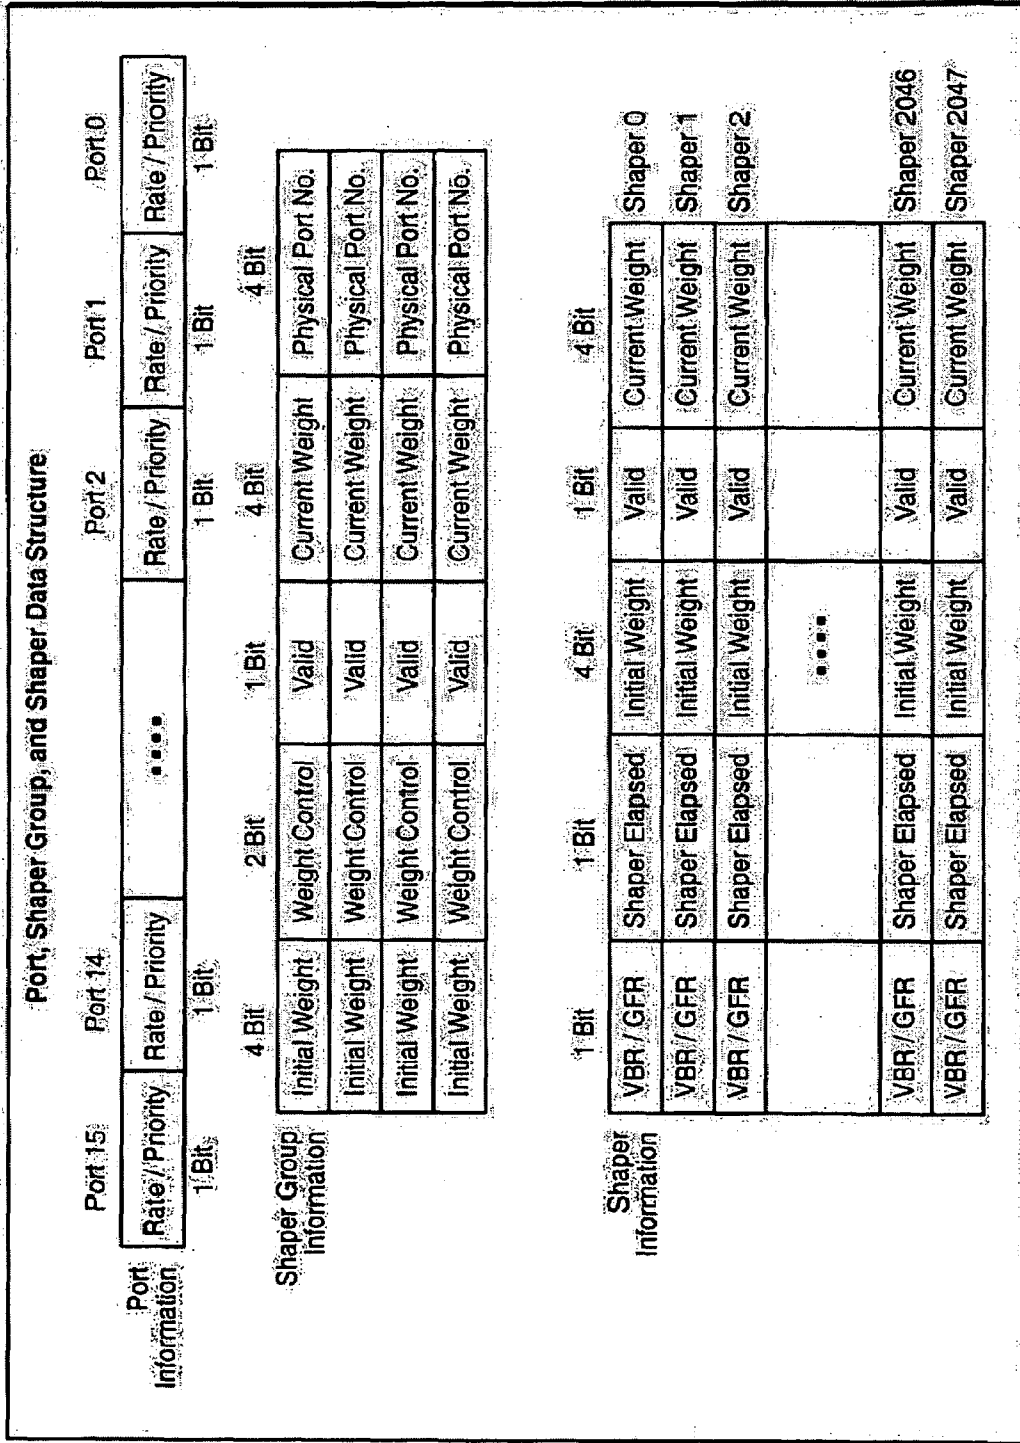 Port, Shaper Group, and Shaper Data Structure
Port 15 Port 14 Port 2 Port 1 Port 0
Port Information
Rate / Priority Rate / Priority .... Rate / Priority Rate / Priority Rate / Priority
1 Bit 1 Bit 1 Bit 1 Bit 1 Bit
4 Bit 2 Bit 1 Bit 4 Bit 4 Bit
Shaper Group Information
Initial Weight Weight Control Valid Current Weight Physical Port No.
Initial Weight Weight Control Valid Current Weight Physical Port No.
Initial Weight Weight Control Valid Current Weight Physical Port No.
Initial Weight Weight Control Valid Current Weight Physical Port No.
1 Bit 1 Bit 4 Bit 1 Bit 4 Bit
Shaper Information
VBR / GFR Shaper Elapsed Initial Weight Valid Current Weight Shaper 0
VBR / GFR Shaper Elapsed Initial Weight Valid Current Weight Shaper 1
VBR / GFR Shaper Elapsed Initial Weight Valid Current Weight Shaper 2
....
VBR / GFR Shaper Elapsed Initial Weight Valid Current Weight Shaper 2046
VBR / GFR Shaper Elapsed Initial Weight Valid Current Weight Shaper 2047